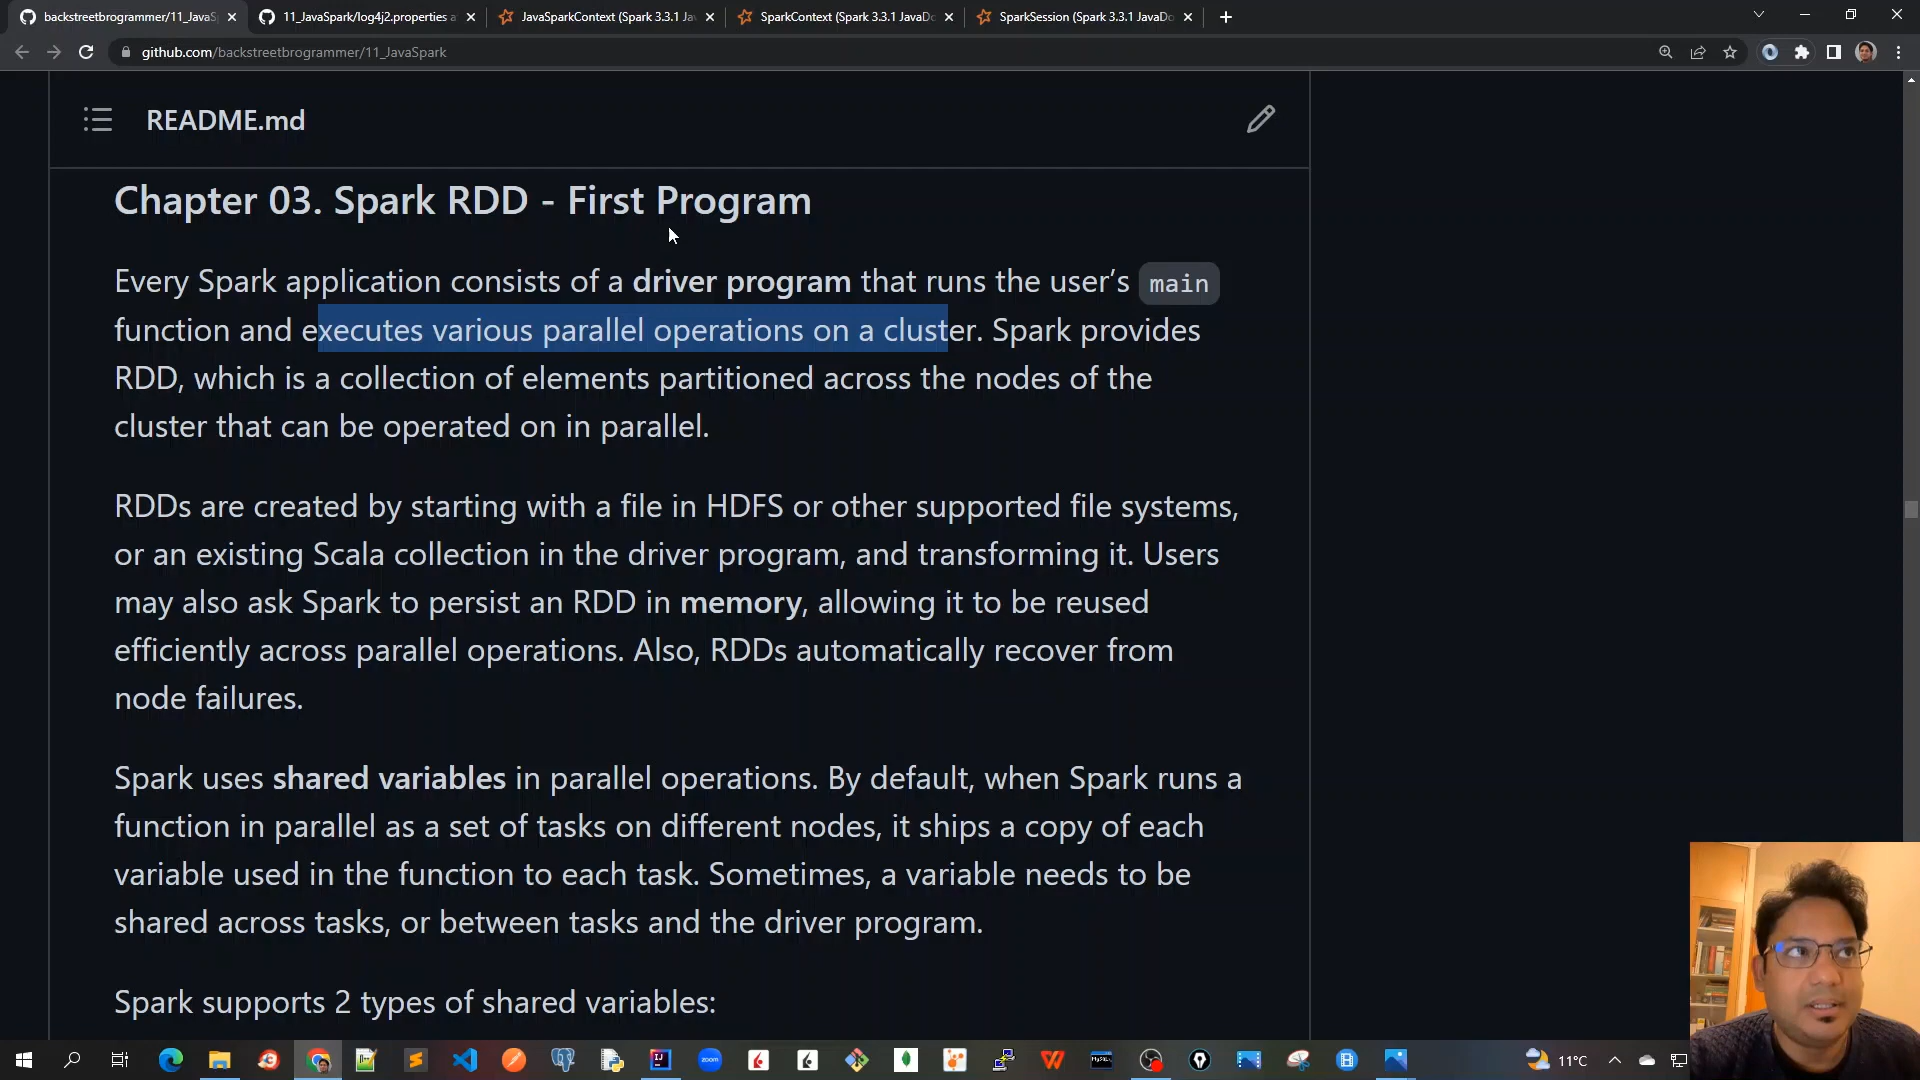 backstreetbrogrammer/11_JavaS
11_JavaSpark/log4j2.properties a
JavaSparkContext (Spark 3.3.1 Ja
SparkContext (Spark 3.3.1 JavaDo
SparkSession (Spark 3.3.1 JavaDo
github.com/backstreetbrogrammer/11_JavaSpark
README.md
Chapter 03. Spark RDD - First Program
Every Spark application consists of a driver program that runs the user’s main
function and executes various parallel operations on a cluster. Spark provides
RDD, which is a collection of elements partitioned across the nodes of the
cluster that can be operated on in parallel.
RDDs are created by starting with a file in HDFS or other supported file systems,
or an existing Scala collection in the driver program, and transforming it. Users
may also ask Spark to persist an RDD in memory, allowing it to be reused
efficiently across parallel operations. Also, RDDs automatically recover from
node failures.
Spark uses shared variables in parallel operations. By default, when Spark runs a
function in parallel as a set of tasks on different nodes, it ships a copy of each
variable used in the function to each task. Sometimes, a variable needs to be
shared across tasks, or between tasks and the driver program.
Spark supports 2 types of shared variables:
zoom
11°C